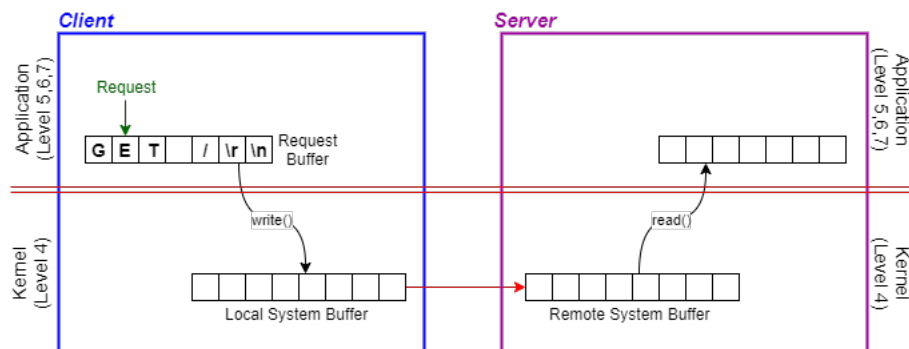 Client
Server
Application
(Level 5,6,7)
Request
G E T / \r \n
Request
Buffer
Application
(Level 5,6,7)
write()
read()
Kernel
(Level 4)
Local System Buffer
Remote System Buffer
Kernel
(Level 4)